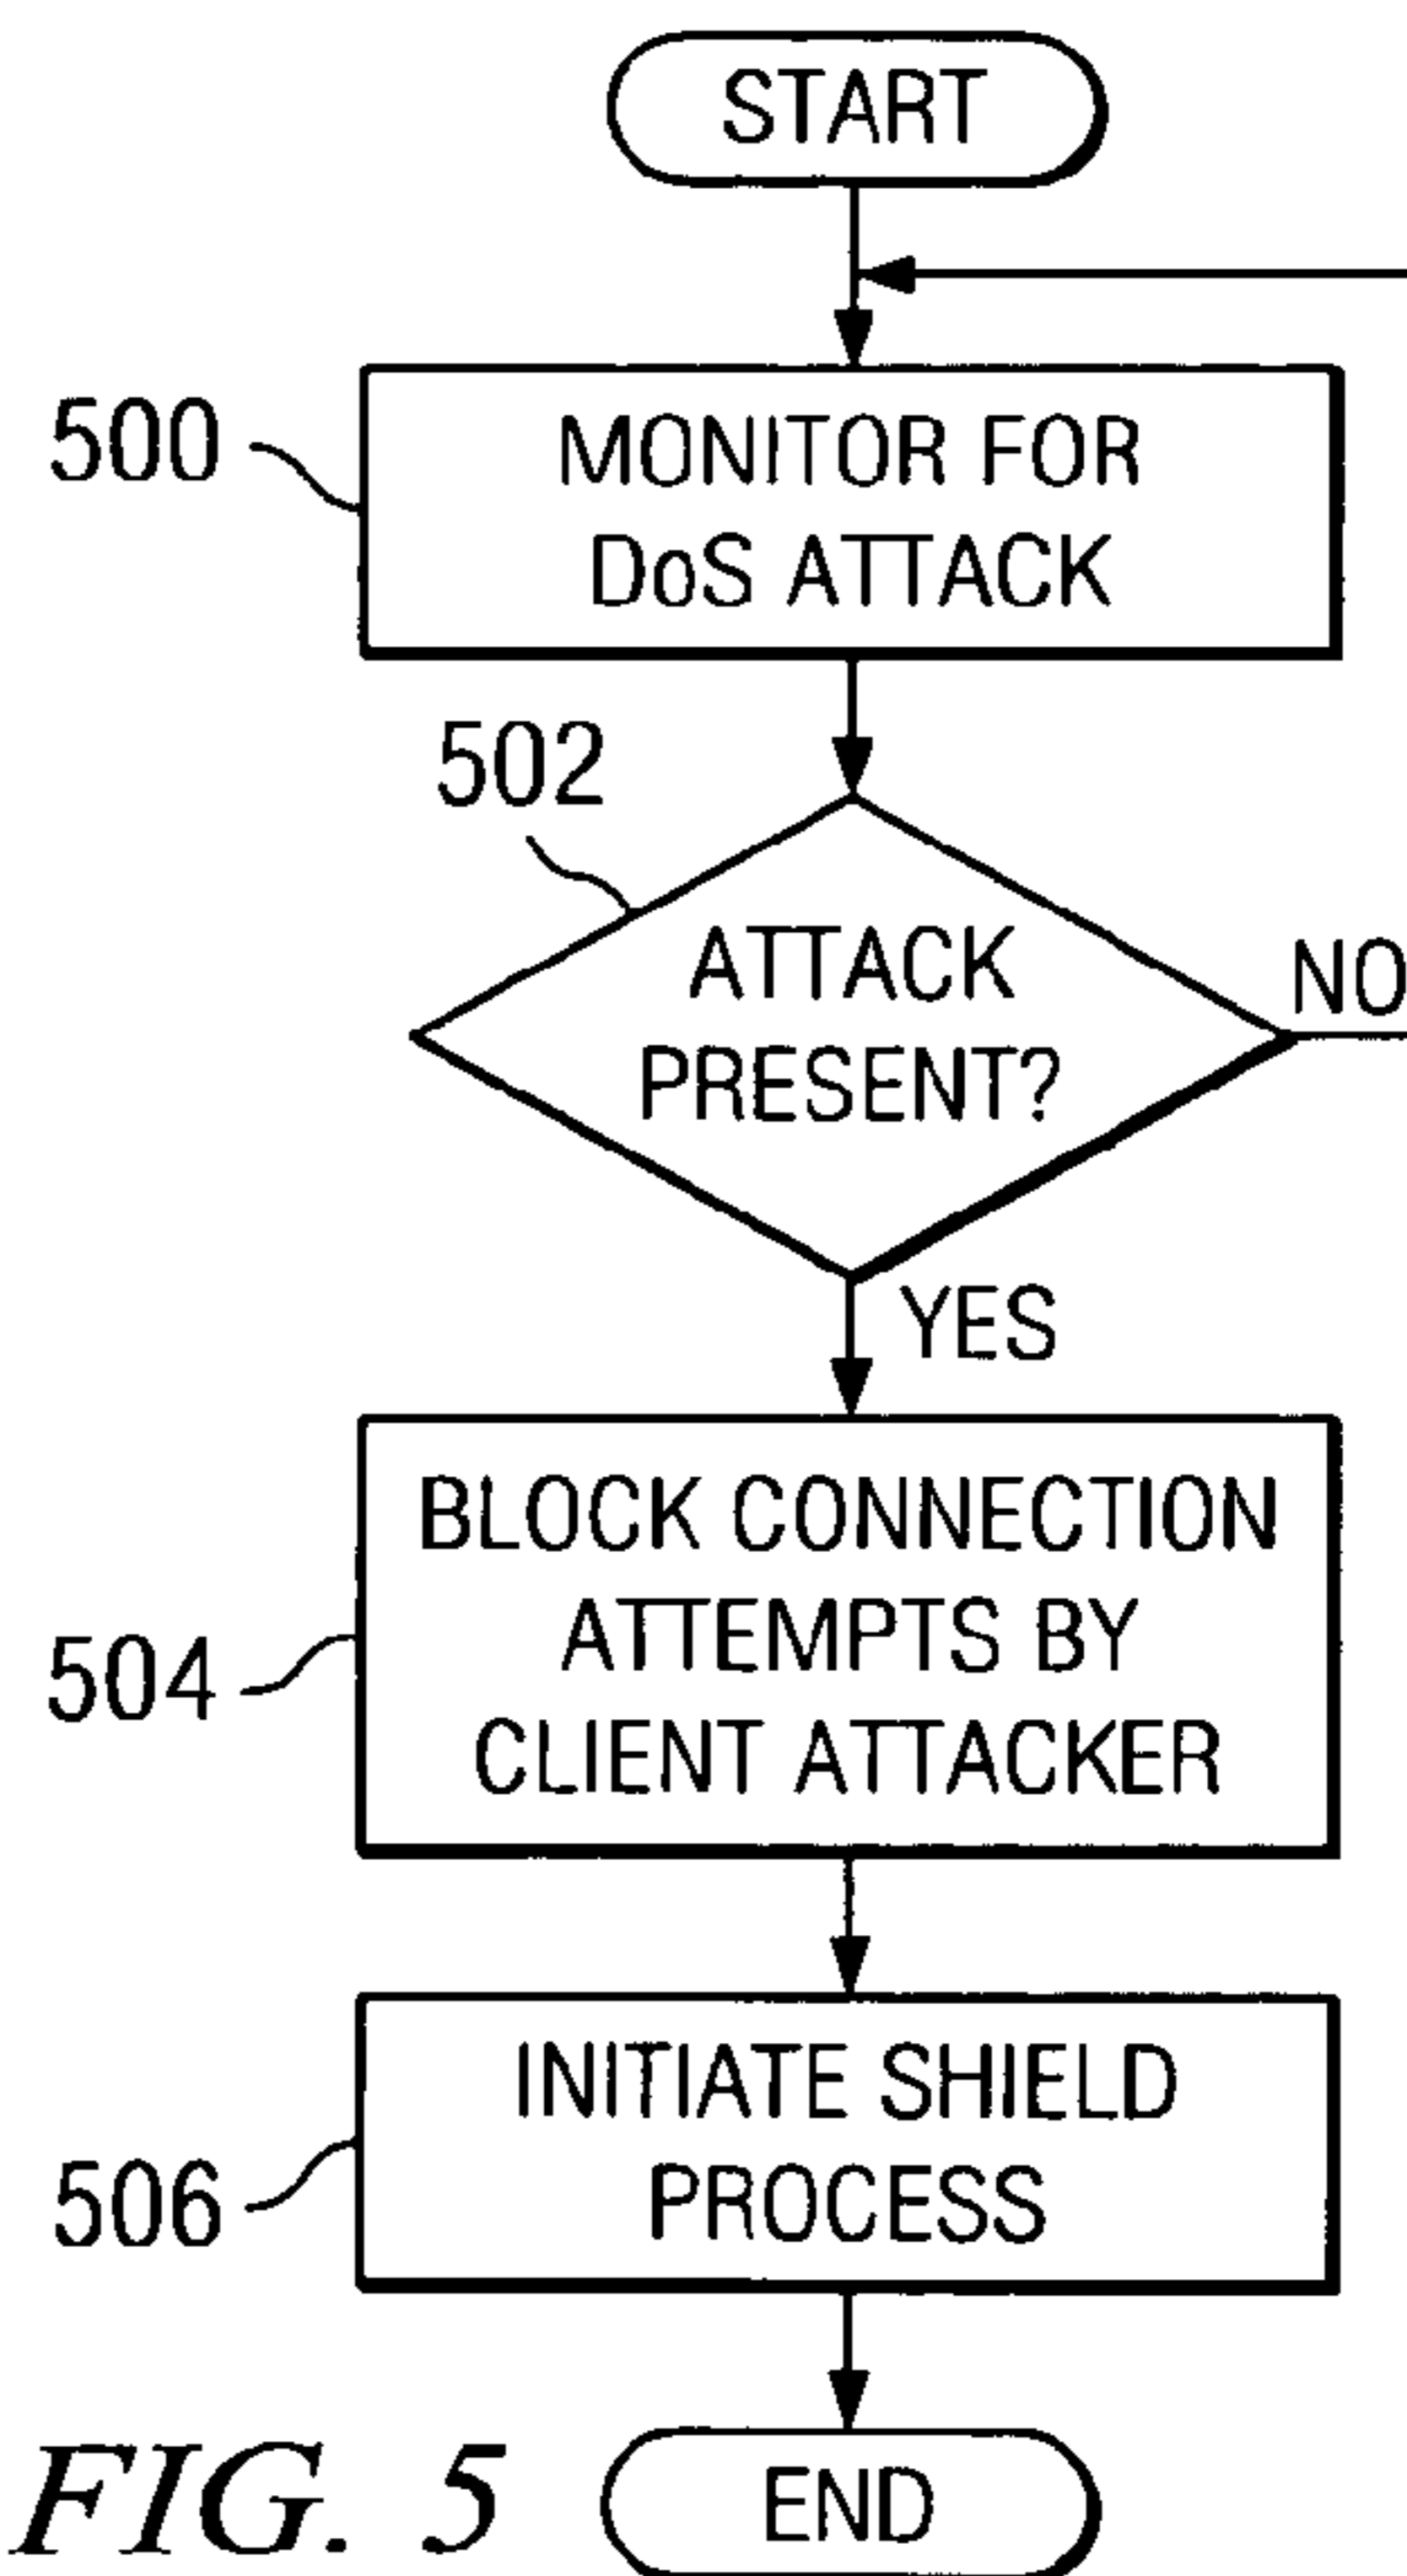 START
500
MONITOR FOR
DoS ATTACK
502
ATTACK
PRESENT?
NO
YES
504
BLOCK CONNECTION
ATTEMPTS BY
CLIENT ATTACKER
506
INITIATE SHIELD
PROCESS
END
FIG. 5